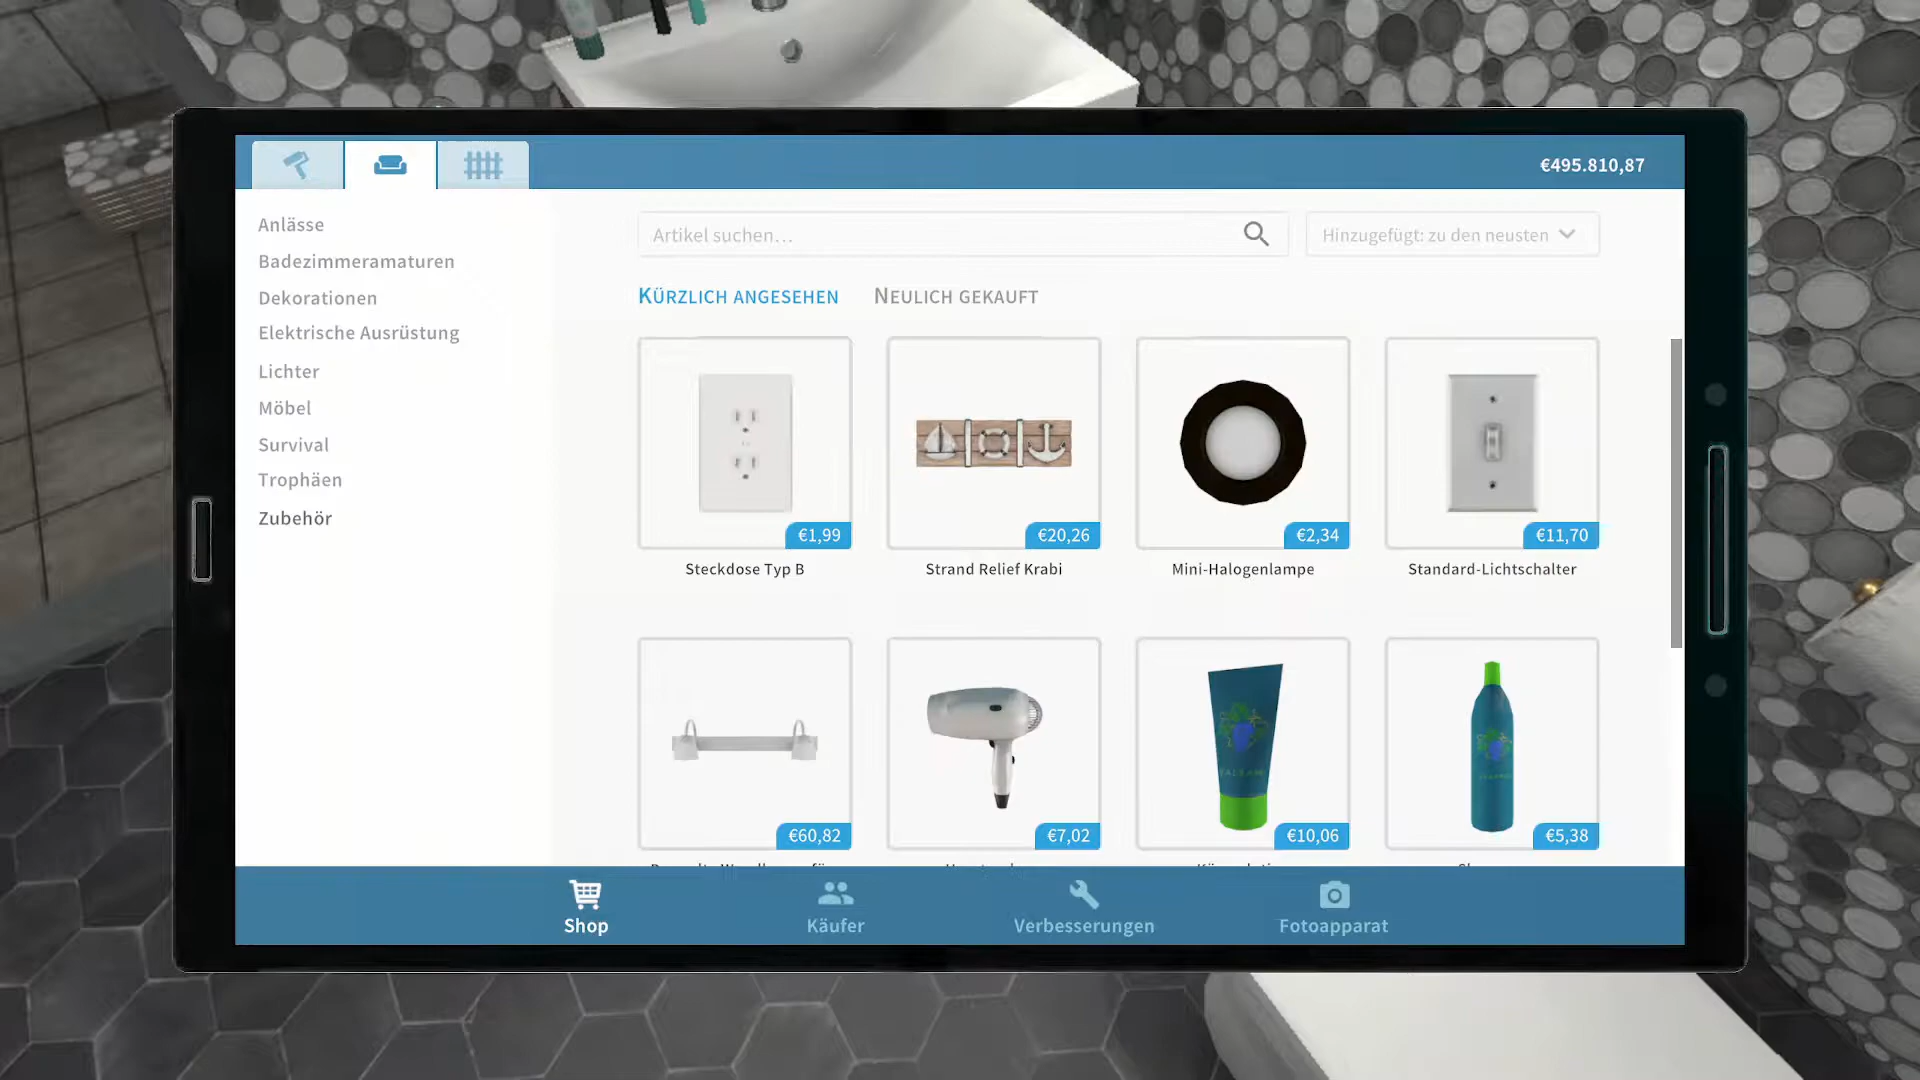 €495.810,87
Anlässe
Badezimmeramaturen
Dekorationen
Elektrische Ausrüstung
Lichter
Möbel
Survival
Trophäen
Zubehör
Artikel suchen...
Hinzugefügt: zu den neusten
KÜRZLICH ANGESEHEN
NEULICH GEKAUFT
€1,99
€20,26
€2,34
€11,70
Steckdose Typ B
Strand Relief Krabi
Mini-Halogenlampe
Standard-Lichtschalter
€60,82
€7,02
€10,06
€5,38
Shop
Käufer
Verbesserungen
Fotoapparat